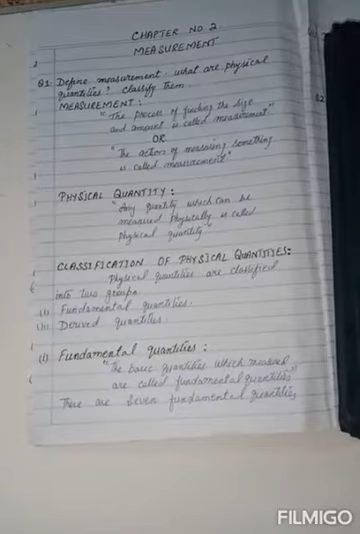 CHAPTER NO 2
MEASUREMENT
Q1 Define measurement. what are physical
quantities? classify them
MEASUREMENT:
"The process of finding the size
and amount is called measurement"
OR
"The action of measuring something
is called measurement"
PHYSICAL QUANTITY:
"Any quantity which can be
measured physically is called
physical quantity"
CLASSIFICATION OF PHYSICAL QUANTITIES:
Physical quantities are classified
into two groups.
(i) Fundamental quantities.
(ii) Derived quantities.
(i) Fundamental quantities:
"The basic quantities which measured
are called fundamental quantities"
There are seven fundamental quantities
FILMIGO